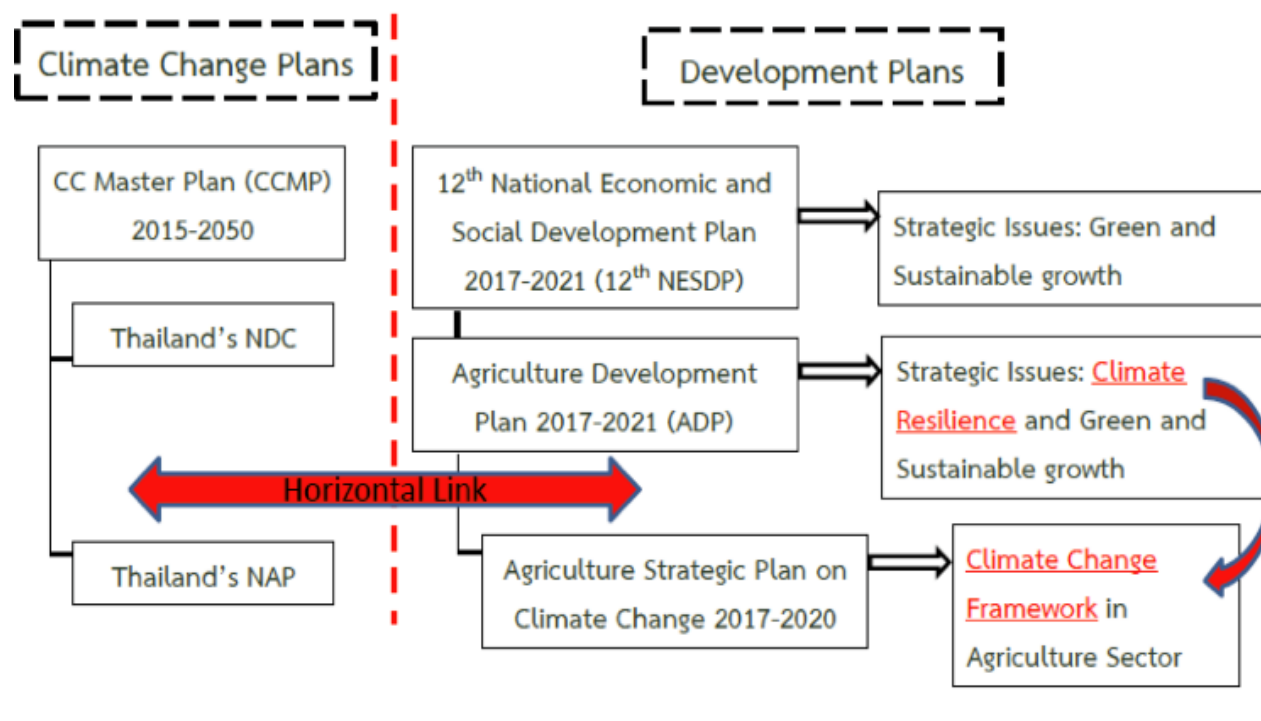 Climate Change Plans
Development Plans
CC Master Plan (CCMP)
2015-2050
Thailand's NDC
Thailand's NAP
12th National Economic and
Social Development Plan
2017-2021 (12th NESDP)
Strategic Issues: Green and
Sustainable growth
Agriculture Development
Plan 2017-2021 (ADP)
Strategic Issues: Climate
Resilience and Green and
Sustainable growth
Horizontal Link
Agriculture Strategic Plan on
Climate Change 2017-2020
Climate Change
Framework in
Agriculture Sector